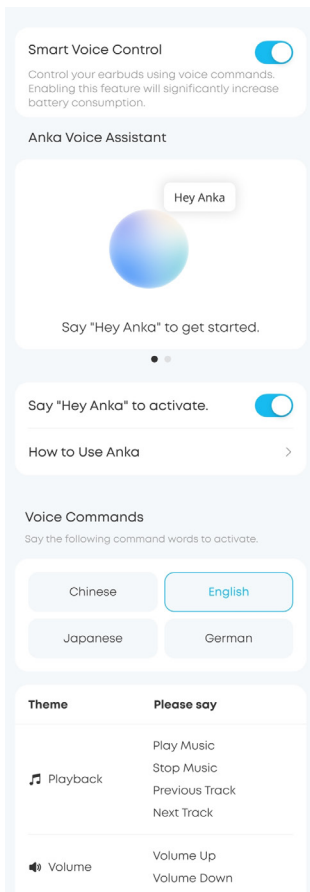 Smart Voice Control
Control your earbuds using voice commands.
Enabling this feature will significantly increase
battery consumption.
Anka Voice Assistant
Hey Anka
Say "Hey Anka" to get started.
Say "Hey Anka" to activate.
How to Use Anka
Voice Commands
Say the following command words to activate.
Chinese
English
Japanese
German
Theme
Please say
Playback
Play Music
Stop Music
Previous Track
Next Track
Volume
Volume Up
Volume Down